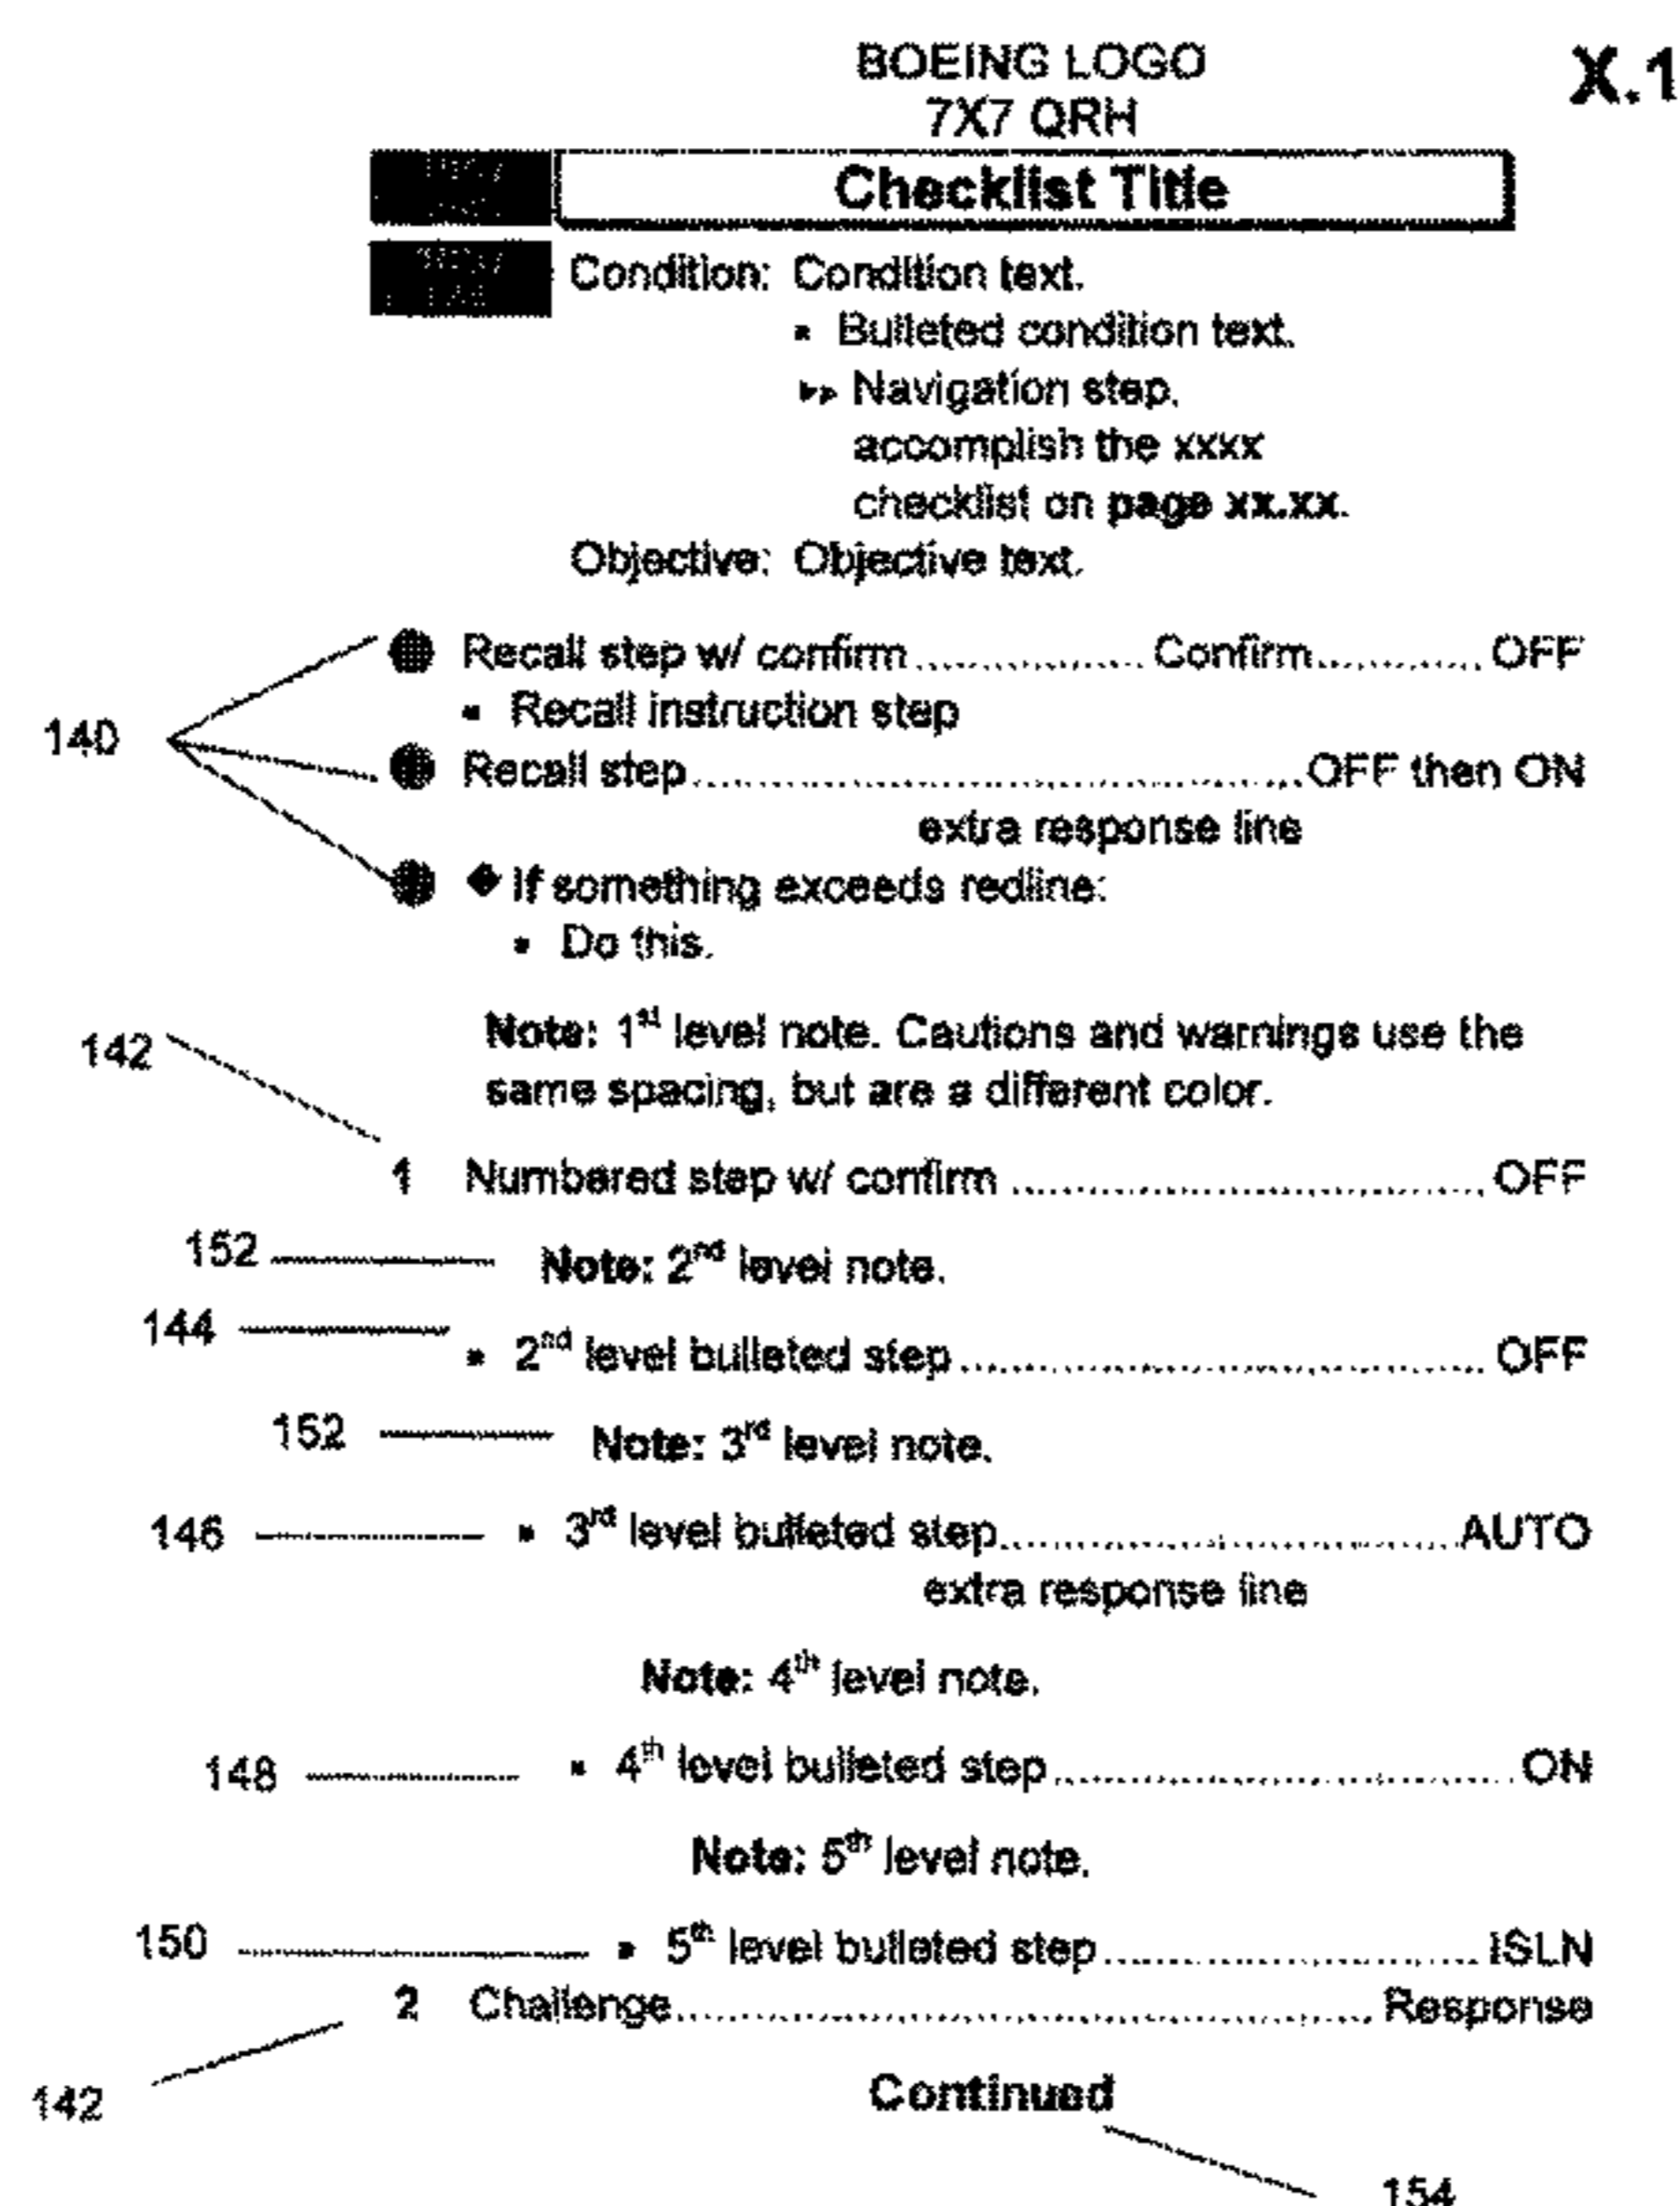 BOEING LOGO
X.1
7X7 QRH
Checklist Title
Condition: Condition text.
▪ Bulleted condition text.
▸▸ Navigation step,
accomplish the xxxx
checklist on page xx.xx.
Objective: Objective text.
● Recall step w/ confirm .............. Confirm .......... OFF
▪ Recall instruction step
140
● Recall step .......................................... OFF then ON
extra response line
● ◆ If something exceeds redline:
▪ Do this.
Note: 1st level note. Cautions and warnings use the
142
same spacing, but are a different color.
1 Numbered step w/ confirm ................................ OFF
152 Note: 2nd level note.
144 ▪ 2nd level bulleted step .................................... OFF
152 Note: 3rd level note.
146 ▪ 3rd level bulleted step ............................... AUTO
extra response line
Note: 4th level note.
148 ▪ 4th level bulleted step ............................... ON
Note: 5th level note.
150 ▪ 5th level bulleted step .......................... ISLN
2 Challenge ............................................... Response
142 Continued
154